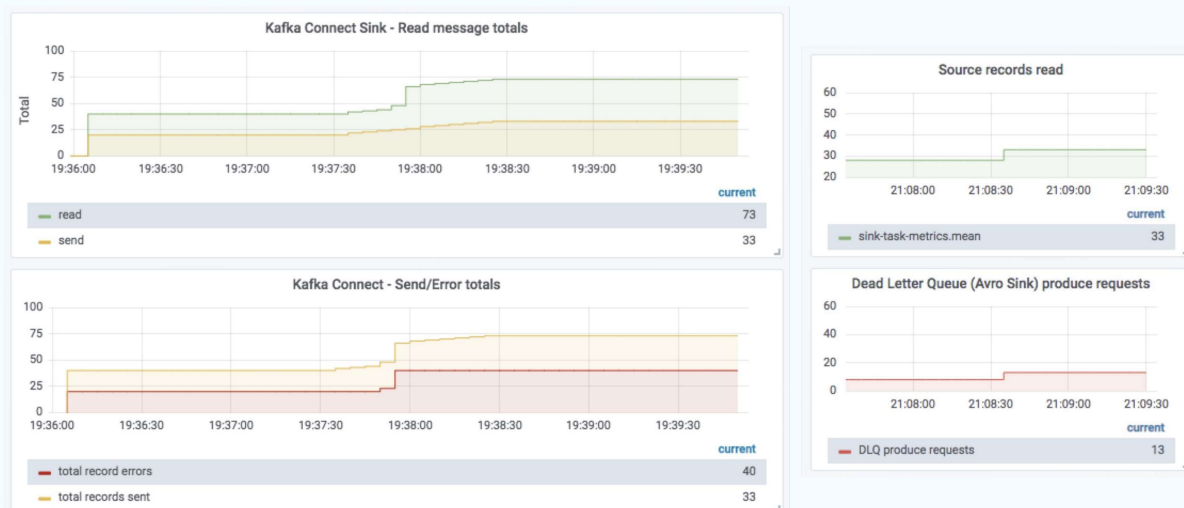 Kafka Connect Sink - Read message totals
Total
100
75
50
25
0
19:36:00 19:36:30 19:37:00 19:37:30 19:38:00 19:38:30 19:39:00 19:39:30
current
read 73
send 33
Kafka Connect - Send/Error totals
100
75
50
25
0
19:36:00 19:36:30 19:37:00 19:37:30 19:38:00 19:38:30 19:39:00 19:39:30
current
total record errors 40
total records sent 33
Source records read
60
50
40
30
20
21:08:00 21:08:30 21:09:00 21:09:30
current
sink-task-metrics.mean 33
Dead Letter Queue (Avro Sink) produce requests
60
40
20
0
21:08:00 21:08:30 21:09:00 21:09:30
current
DLQ produce requests 13